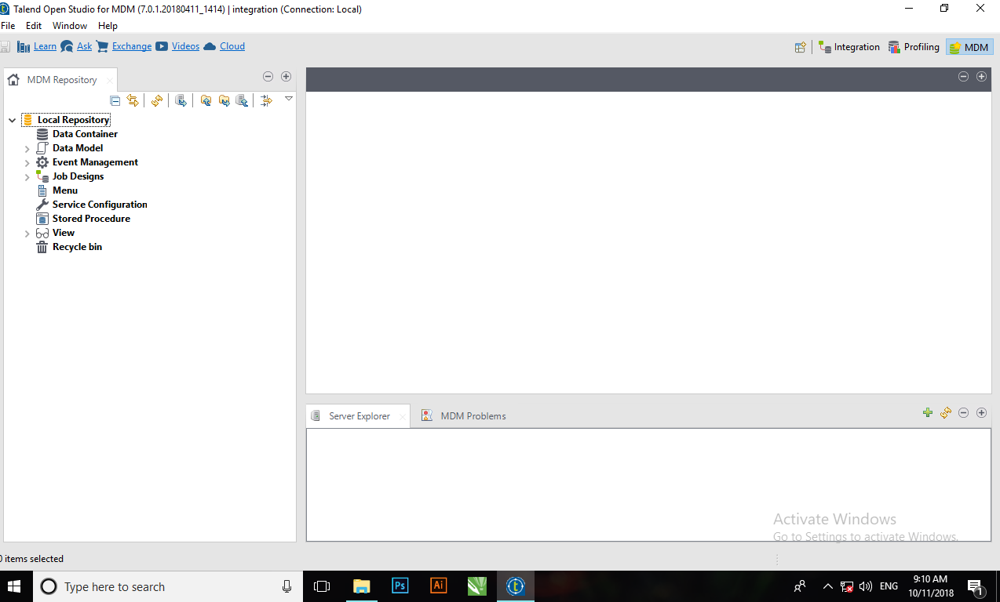 Talend Open Studio for MDM (7.0.1.20180411_1414) | integration (Connection: Local)
File Edit Window Help
Learn Ask Exchange Videos Cloud
Integration Profiling MDM
MDM Repository
Local Repository
Data Container
Data Model
Event Management
Job Designs
Menu
Service Configuration
Stored Procedure
View
Recycle bin
Server Explorer
MDM Problems
Activate Windows
Go to Settings to activate Windows.
0 items selected
Type here to search
Ps
Ai
t
ENG
9:10 AM
10/11/2018
1